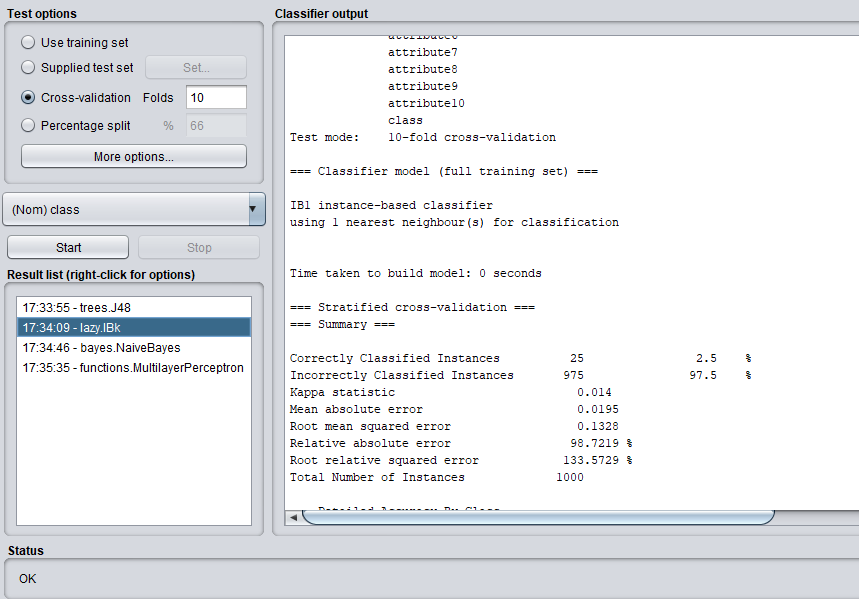 Test options
Use training set
Supplied test set Set...
Cross-validation Folds 10
Percentage split % 66
More options...
(Nom) class
Start Stop
Result list (right-click for options)
17:33:55 - trees.J48
17:34:09 - lazy.IBk
17:34:46 - bayes.NaiveBayes
17:35:35 - functions.MultilayerPerceptron
Classifier output
attribute6
attribute7
attribute8
attribute9
attribute10
class
Test mode: 10-fold cross-validation
=== Classifier model (full training set) ===
IB1 instance-based classifier
using 1 nearest neighbour(s) for classification
Time taken to build model: 0 seconds
=== Stratified cross-validation ===
=== Summary ===
Correctly Classified Instances 25 2.5 %
Incorrectly Classified Instances 975 97.5 %
Kappa statistic 0.014
Mean absolute error 0.0195
Root mean squared error 0.1328
Relative absolute error 98.7219 %
Root relative squared error 133.5729 %
Total Number of Instances 1000
Detailed Accuracy By Class
Status
OK